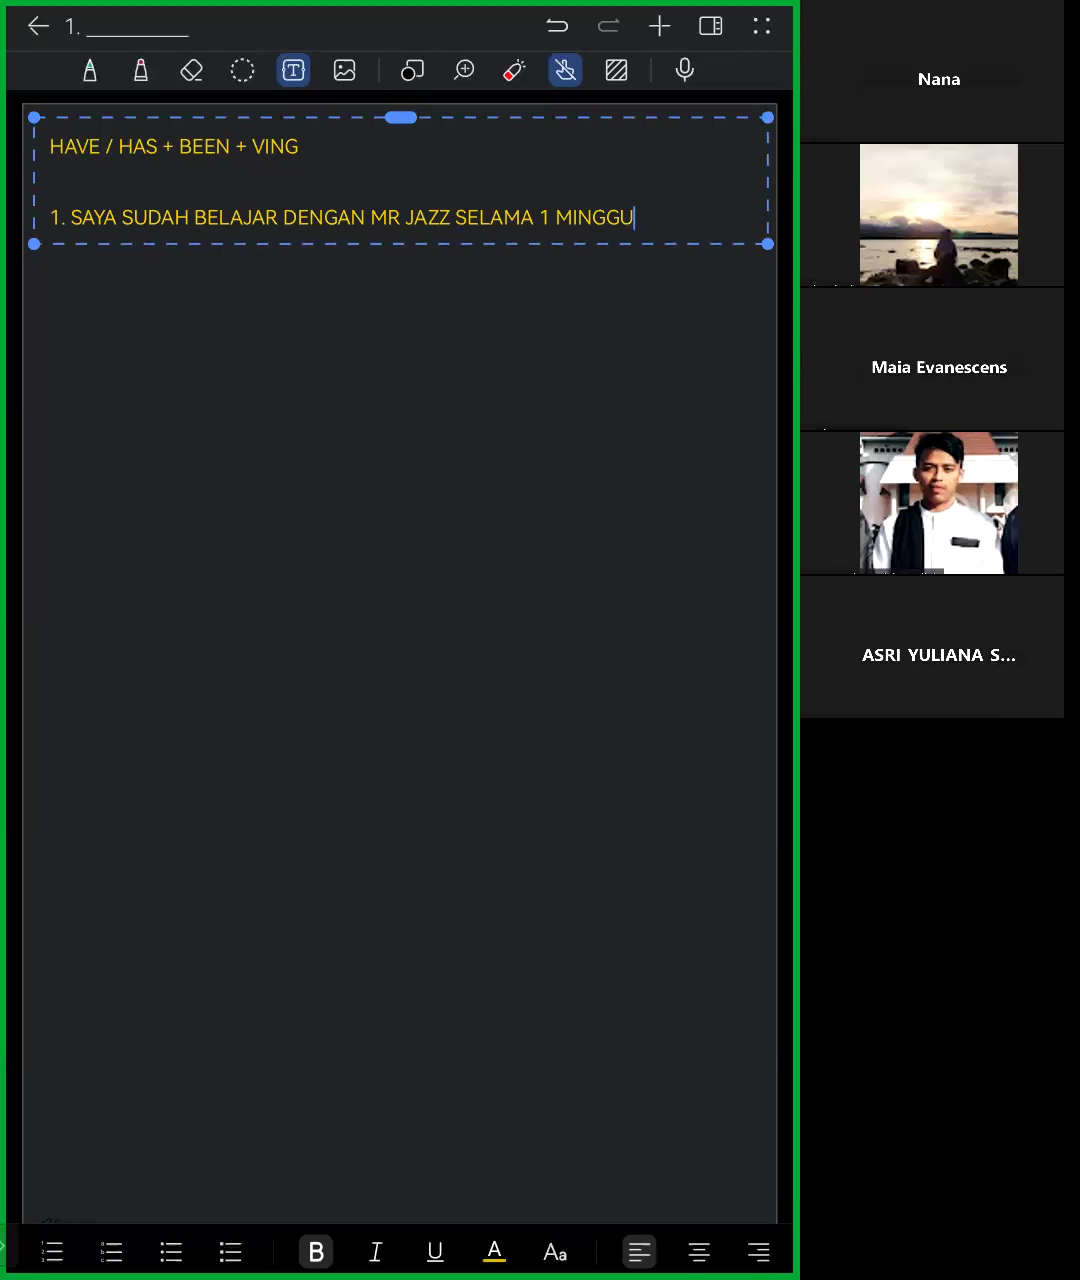 1. __________
HAVE / HAS + BEEN + VING
1. SAYA SUDAH BELAJAR DENGAN MR JAZZ SELAMA 1 MINGGU
Nana
Maia Evanescens
ASRI YULIANA S...
B I U A Aa